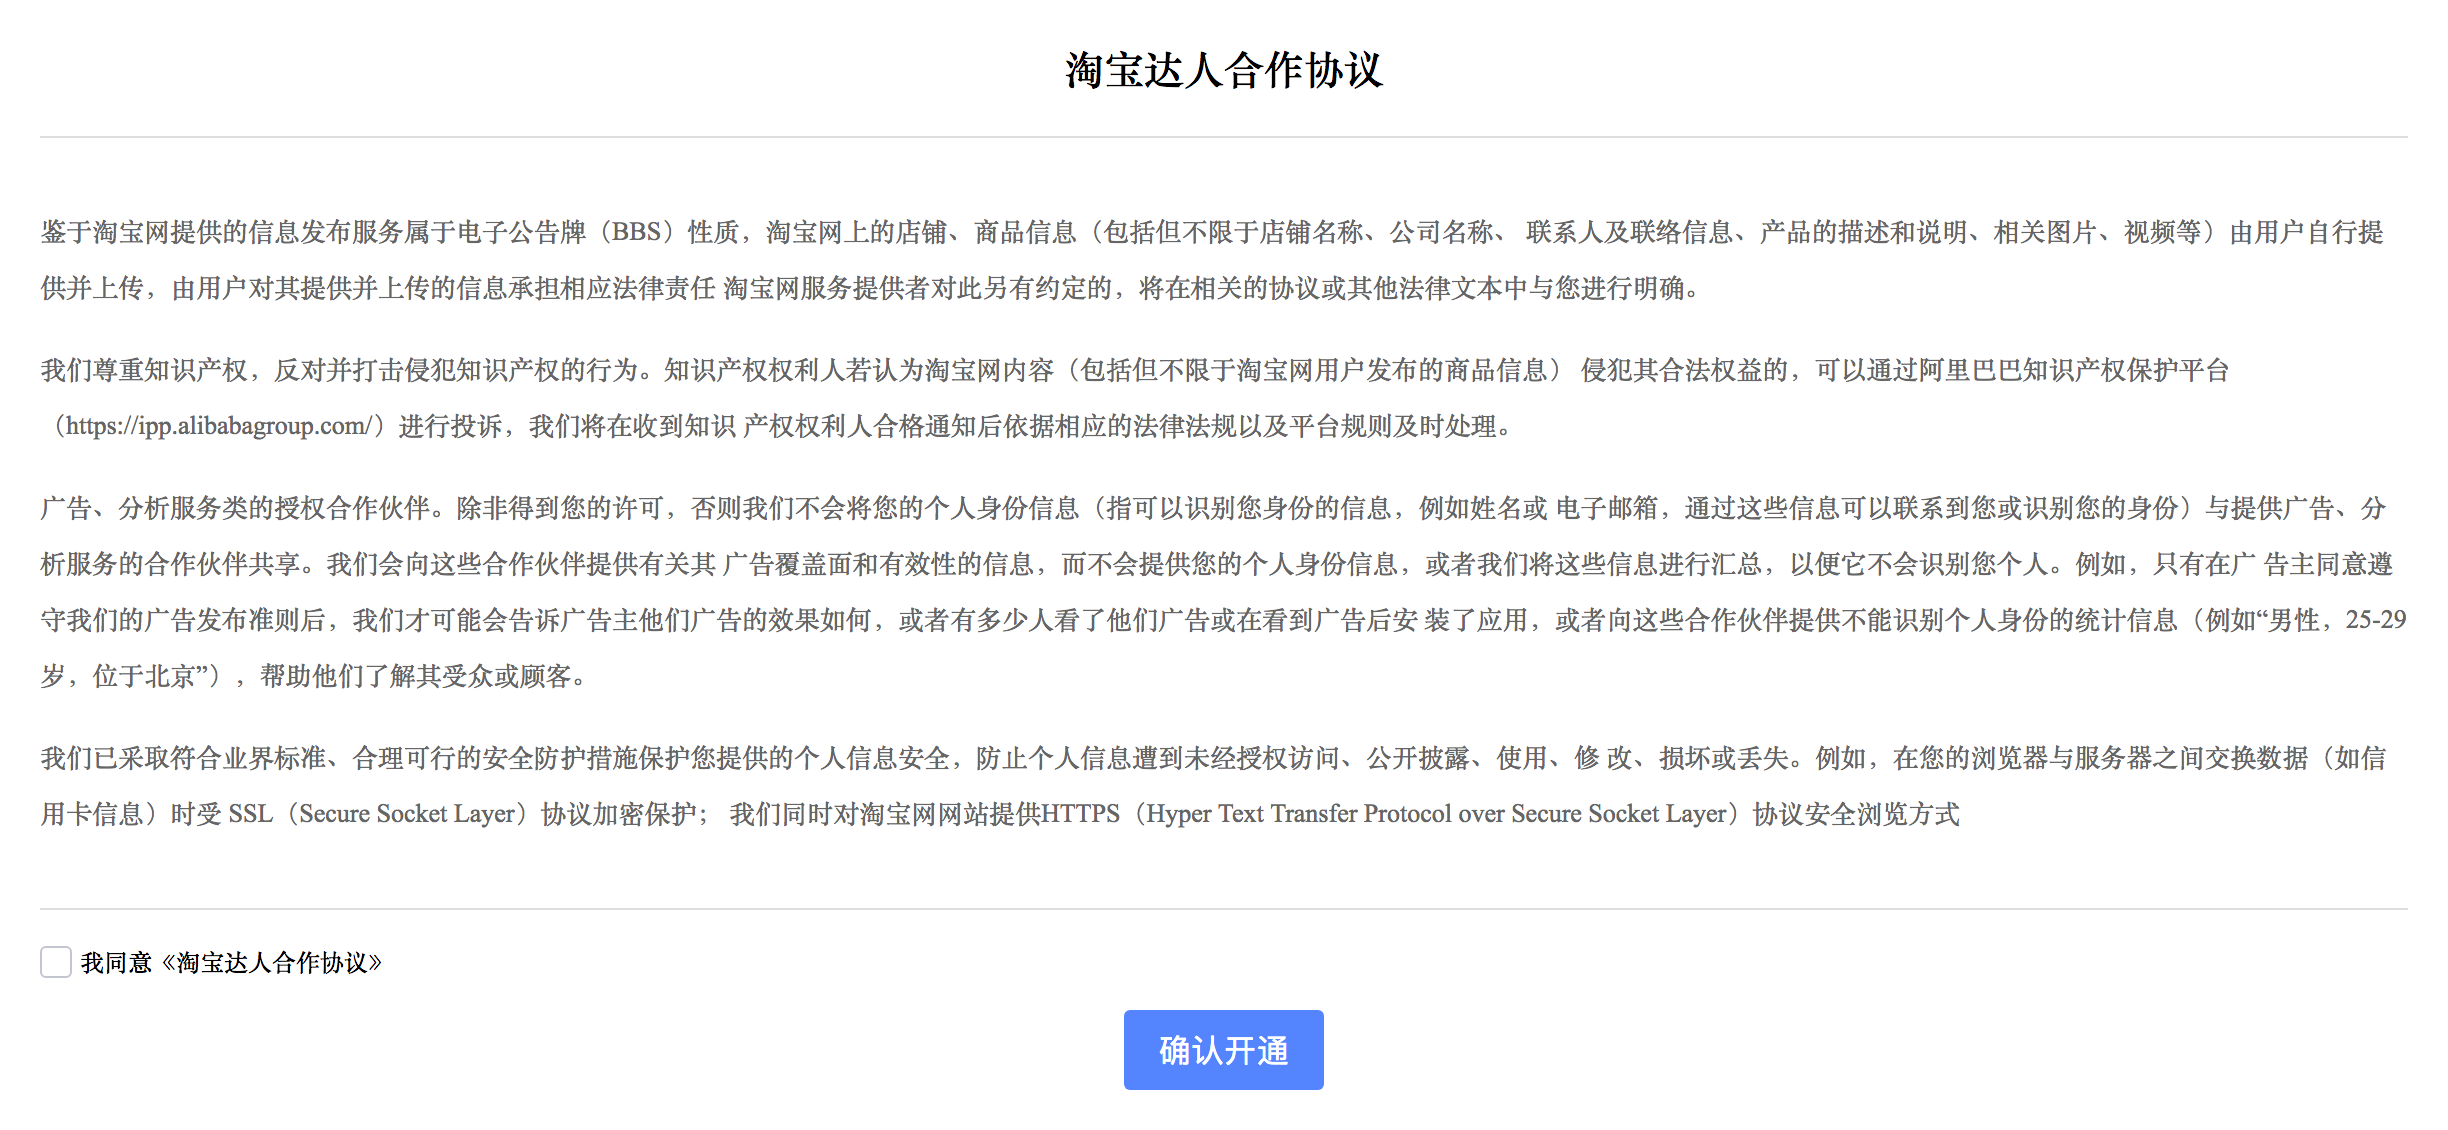 淘宝达人合作协议
鉴于淘宝网提供的信息发布服务属于电子公告牌（BBS）性质，淘宝网上的店铺、商品信息（包括但不限于店铺名称、公司名称、 联系人及联络信息、产品的描述和说明、相关图片、视频等）由用户自行提
供并上传，由用户对其提供并上传的信息承担相应法律责任 淘宝网服务提供者对此另有约定的，将在相关的协议或其他法律文本中与您进行明确。
我们尊重知识产权，反对并打击侵犯知识产权的行为。知识产权权利人若认为淘宝网内容（包括但不限于淘宝网用户发布的商品信息） 侵犯其合法权益的，可以通过阿里巴巴知识产权保护平台
（https://ipp.alibabagroup.com/）进行投诉，我们将在收到知识 产权权利人合格通知后依据相应的法律法规以及平台规则及时处理。
广告、分析服务类的授权合作伙伴。除非得到您的许可，否则我们不会将您的个人身份信息（指可以识别您身份的信息，例如姓名或 电子邮箱，通过这些信息可以联系到您或识别您的身份）与提供广告、分
析服务的合作伙伴共享。我们会向这些合作伙伴提供有关其 广告覆盖面和有效性的信息，而不会提供您的个人身份信息，或者我们将这些信息进行汇总，以便它不会识别您个人。例如，只有在广 告主同意遵
守我们的广告发布准则后，我们才可能会告诉广告主他们广告的效果如何，或者有多少人看了他们广告或在看到广告后安 装了应用，或者向这些合作伙伴提供不能识别个人身份的统计信息（例如“男性，25-29
岁，位于北京”），帮助他们了解其受众或顾客。
我们已采取符合业界标准、合理可行的安全防护措施保护您提供的个人信息安全，防止个人信息遭到未经授权访问、公开披露、使用、修 改、损坏或丢失。例如，在您的浏览器与服务器之间交换数据（如信
用卡信息）时受 SSL（Secure Socket Layer）协议加密保护； 我们同时对淘宝网网站提供HTTPS（Hyper Text Transfer Protocol over Secure Socket Layer）协议安全浏览方式
我同意《淘宝达人合作协议》
确认开通